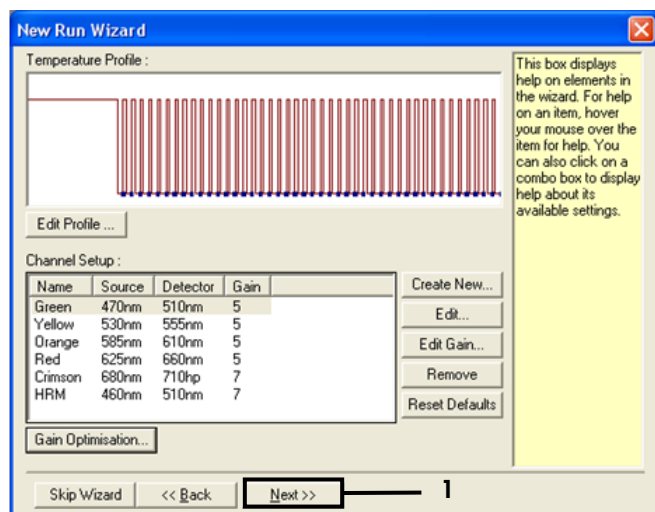 New Run Wizard
Temperature Profile :
Edit Profile ...
Channel Setup :
Name Source Detector Gain
Green 470nm 510nm 5
Yellow 530nm 555nm 5
Orange 585nm 610nm 5
Red 625nm 660nm 5
Crimson 680nm 710hp 7
HRM 460nm 510nm 7
Create New...
Edit...
Edit Gain...
Remove
Reset Defaults
Gain Optimisation...
This box displays
help on elements in
the wizard. For help
on an item, hover
your mouse over the
item for help. You
can also click on a
combo box to display
help about its
available settings.
Skip Wizard << Back Next >> 1